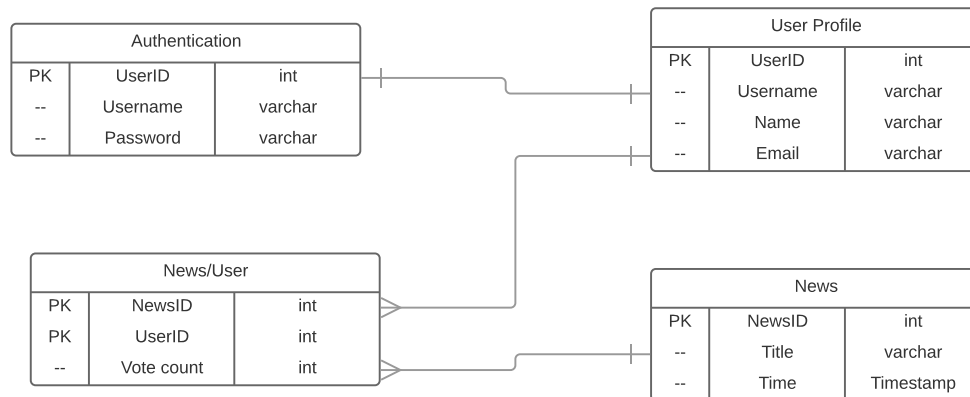 Authentication
PK UserID int
-- Username varchar
-- Password varchar
User Profile
PK UserID int
-- Username varchar
-- Name varchar
-- Email varchar
News/User
PK NewsID int
PK UserID int
-- Vote count int
News
PK NewsID int
-- Title varchar
-- Time Timestamp